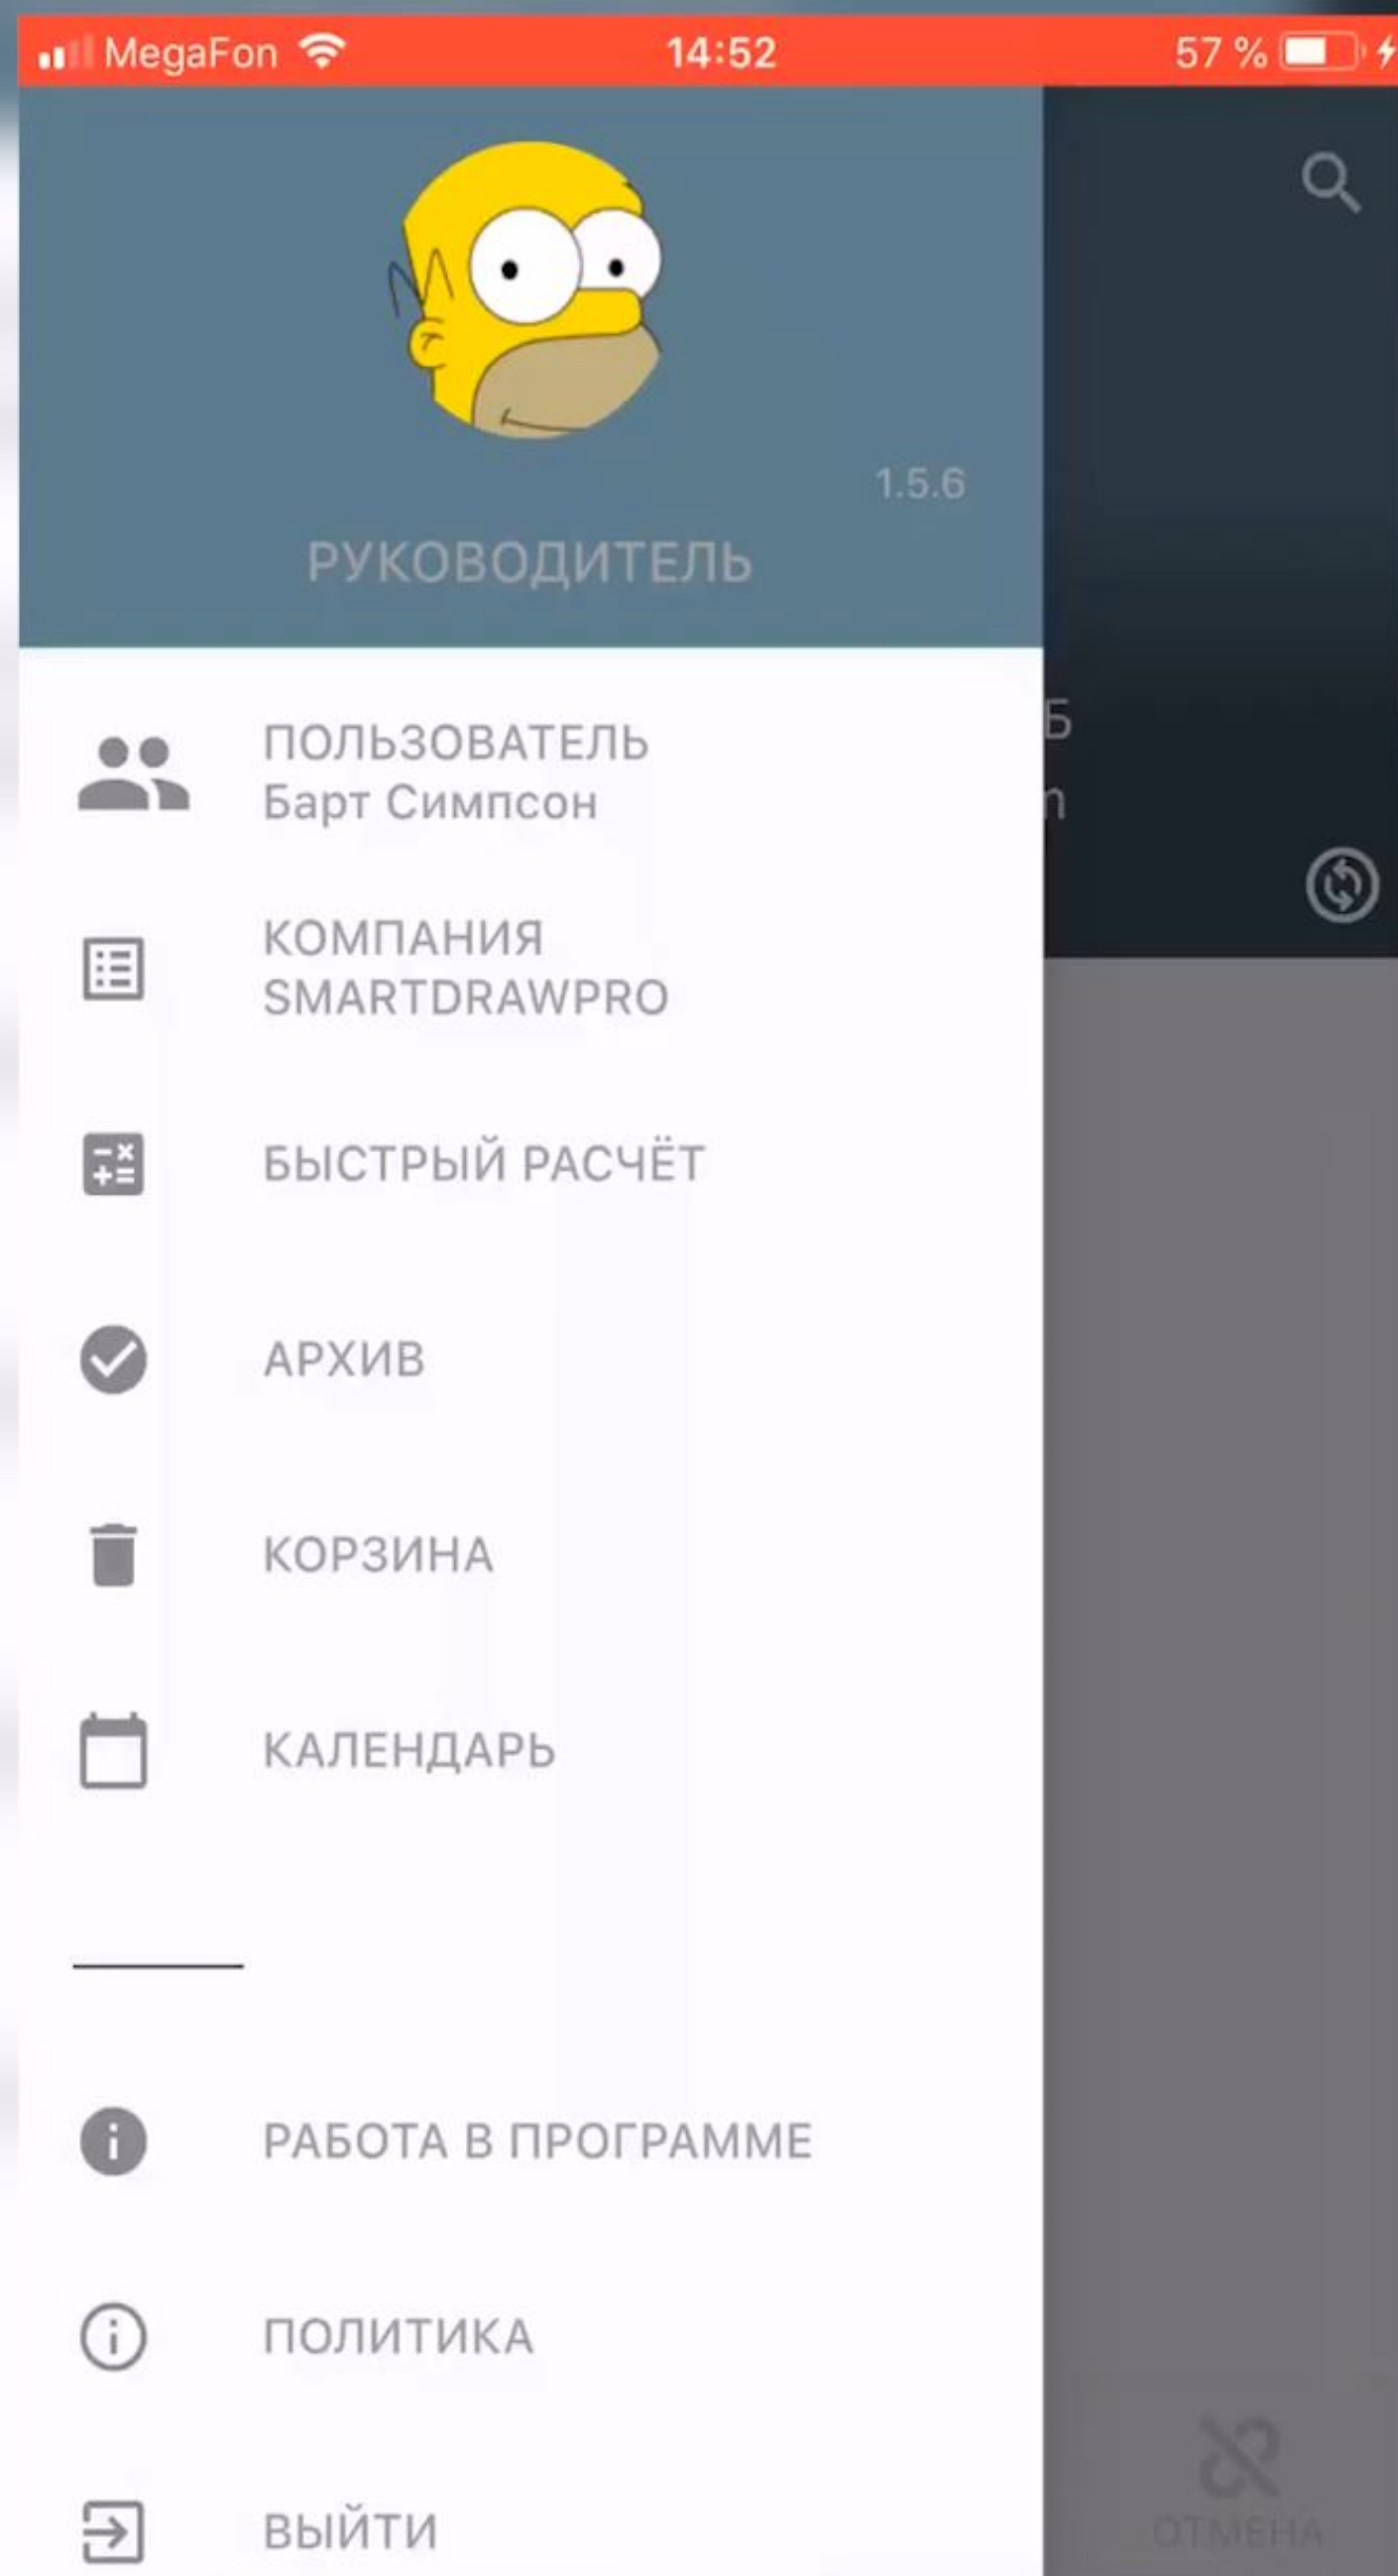 MegaFon 14:52 57 %
1.5.6
РУКОВОДИТЕЛЬ
ПОЛЬЗОВАТЕЛЬ
Барт Симпсон
Б
КОМПАНИЯ
SMARTDRAWPRO
БЫСТРЫЙ РАСЧЁТ
АРХИВ
КОРЗИНА
КАЛЕНДАРЬ
РАБОТА В ПРОГРАММЕ
ПОЛИТИКА
ВЫЙТИ
ОТМЕНА